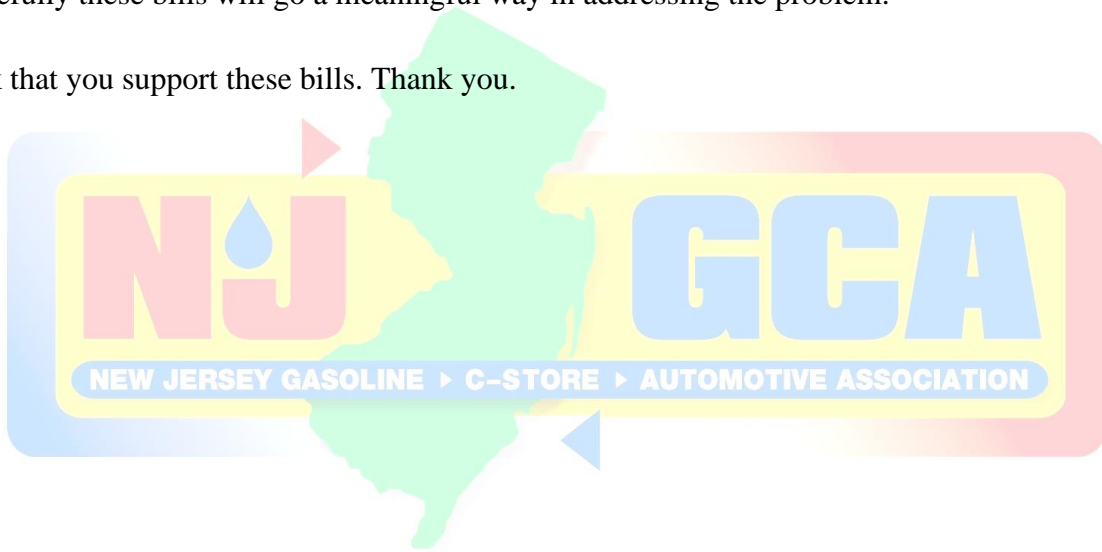 these bills will go a meaningful way in addressing the problem.
that you support these bills. Thank you.
NJ GCA
NEW JERSEY GASOLINE ▸ C-STORE ▸ AUTOMOTIVE ASSOCIATION